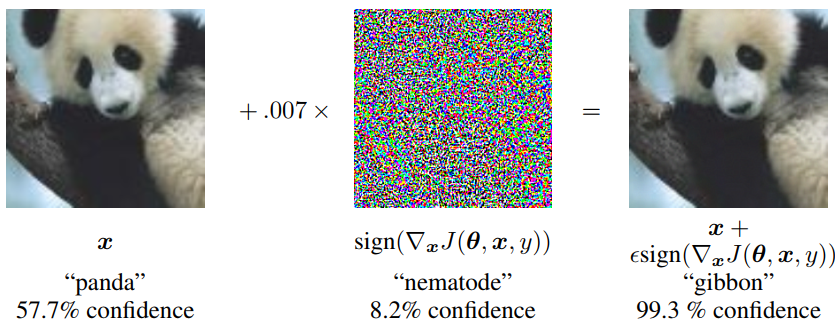 + .007 ×
=
x
sign(∇ₓJ(θ, x, y))
x +
ϵsign(∇ₓJ(θ, x, y))
“panda”
“nematode”
“gibbon”
57.7% confidence
8.2% confidence
99.3 % confidence